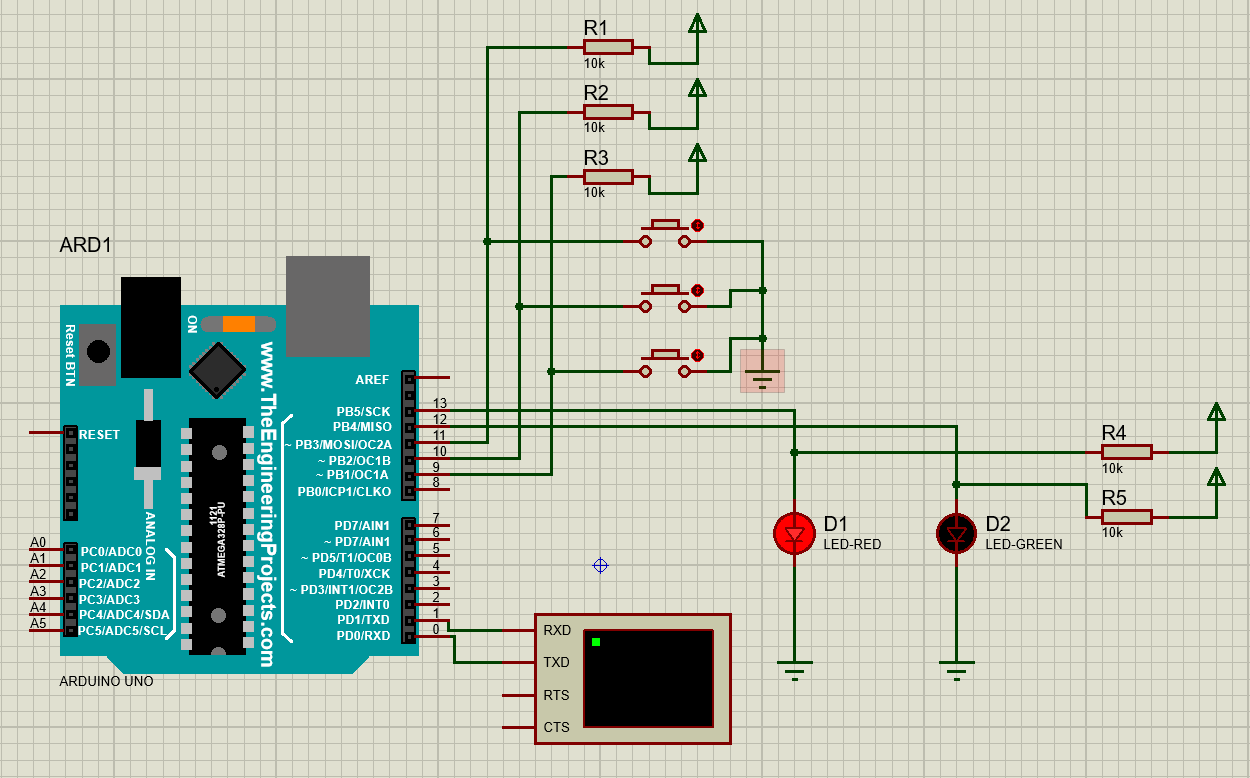 R1
10k
R2
10k
R3
10k
ARD1
ON
Reset BTN
www.TheEngineeringProjects.com
AREF
RESET
PB5/SCK 13
PB4/MISO 12
~ PB3/MOSI/OC2A 11
~ PB2/OC1B 10
~ PB1/OC1A 9
PB0/ICP1/CLKO 8
1121
ATMEGA328P-PU
ANALOG IN
PD7/AIN1 7
~ PD7/AIN1 6
~ PD5/T1/OC0B 5
PD4/T0/XCK 4
~ PD3/INT1/OC2B 3
PD2/INT0 2
PD1/TXD 1
PD0/RXD 0
A0 PC0/ADC0
A1 PC1/ADC1
A2 PC2/ADC2
A3 PC3/ADC3
A4 PC4/ADC4/SDA
A5 PC5/ADC5/SCL
ARDUINO UNO
RXD
TXD
RTS
CTS
R4
10k
R5
10k
D1
LED-RED
D2
LED-GREEN